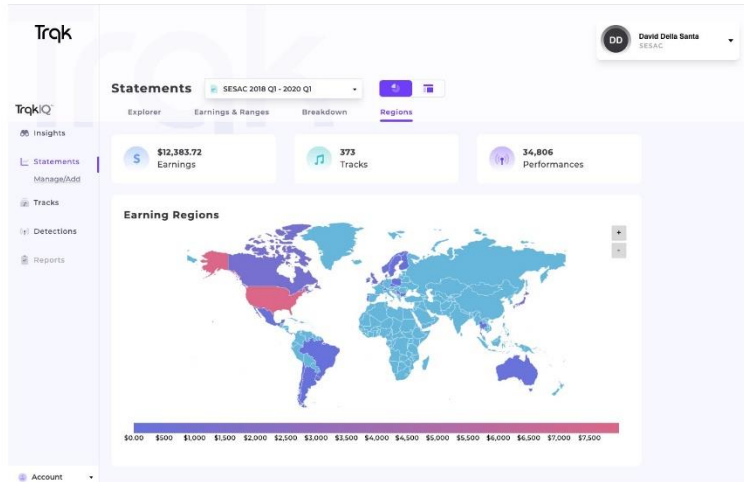 Trqk
DD
David Della Santa
SESAC
Statements
SESAC 2018 Q1 - 2020 Q1
TrqkIQ
Explorer
Earnings & Ranges
Breakdown
Regions
Insights
Statements
Manage/Add
Tracks
Detections
Reports
$12,383.72
Earnings
373
Tracks
34,806
Performances
Earning Regions
+
-
$0.00 $500 $1,000 $1,500 $2,000 $2,500 $3,000 $3,500 $4,000 $4,500 $5,000 $5,500 $6,000 $6,500 $7,000 $7,500
Account